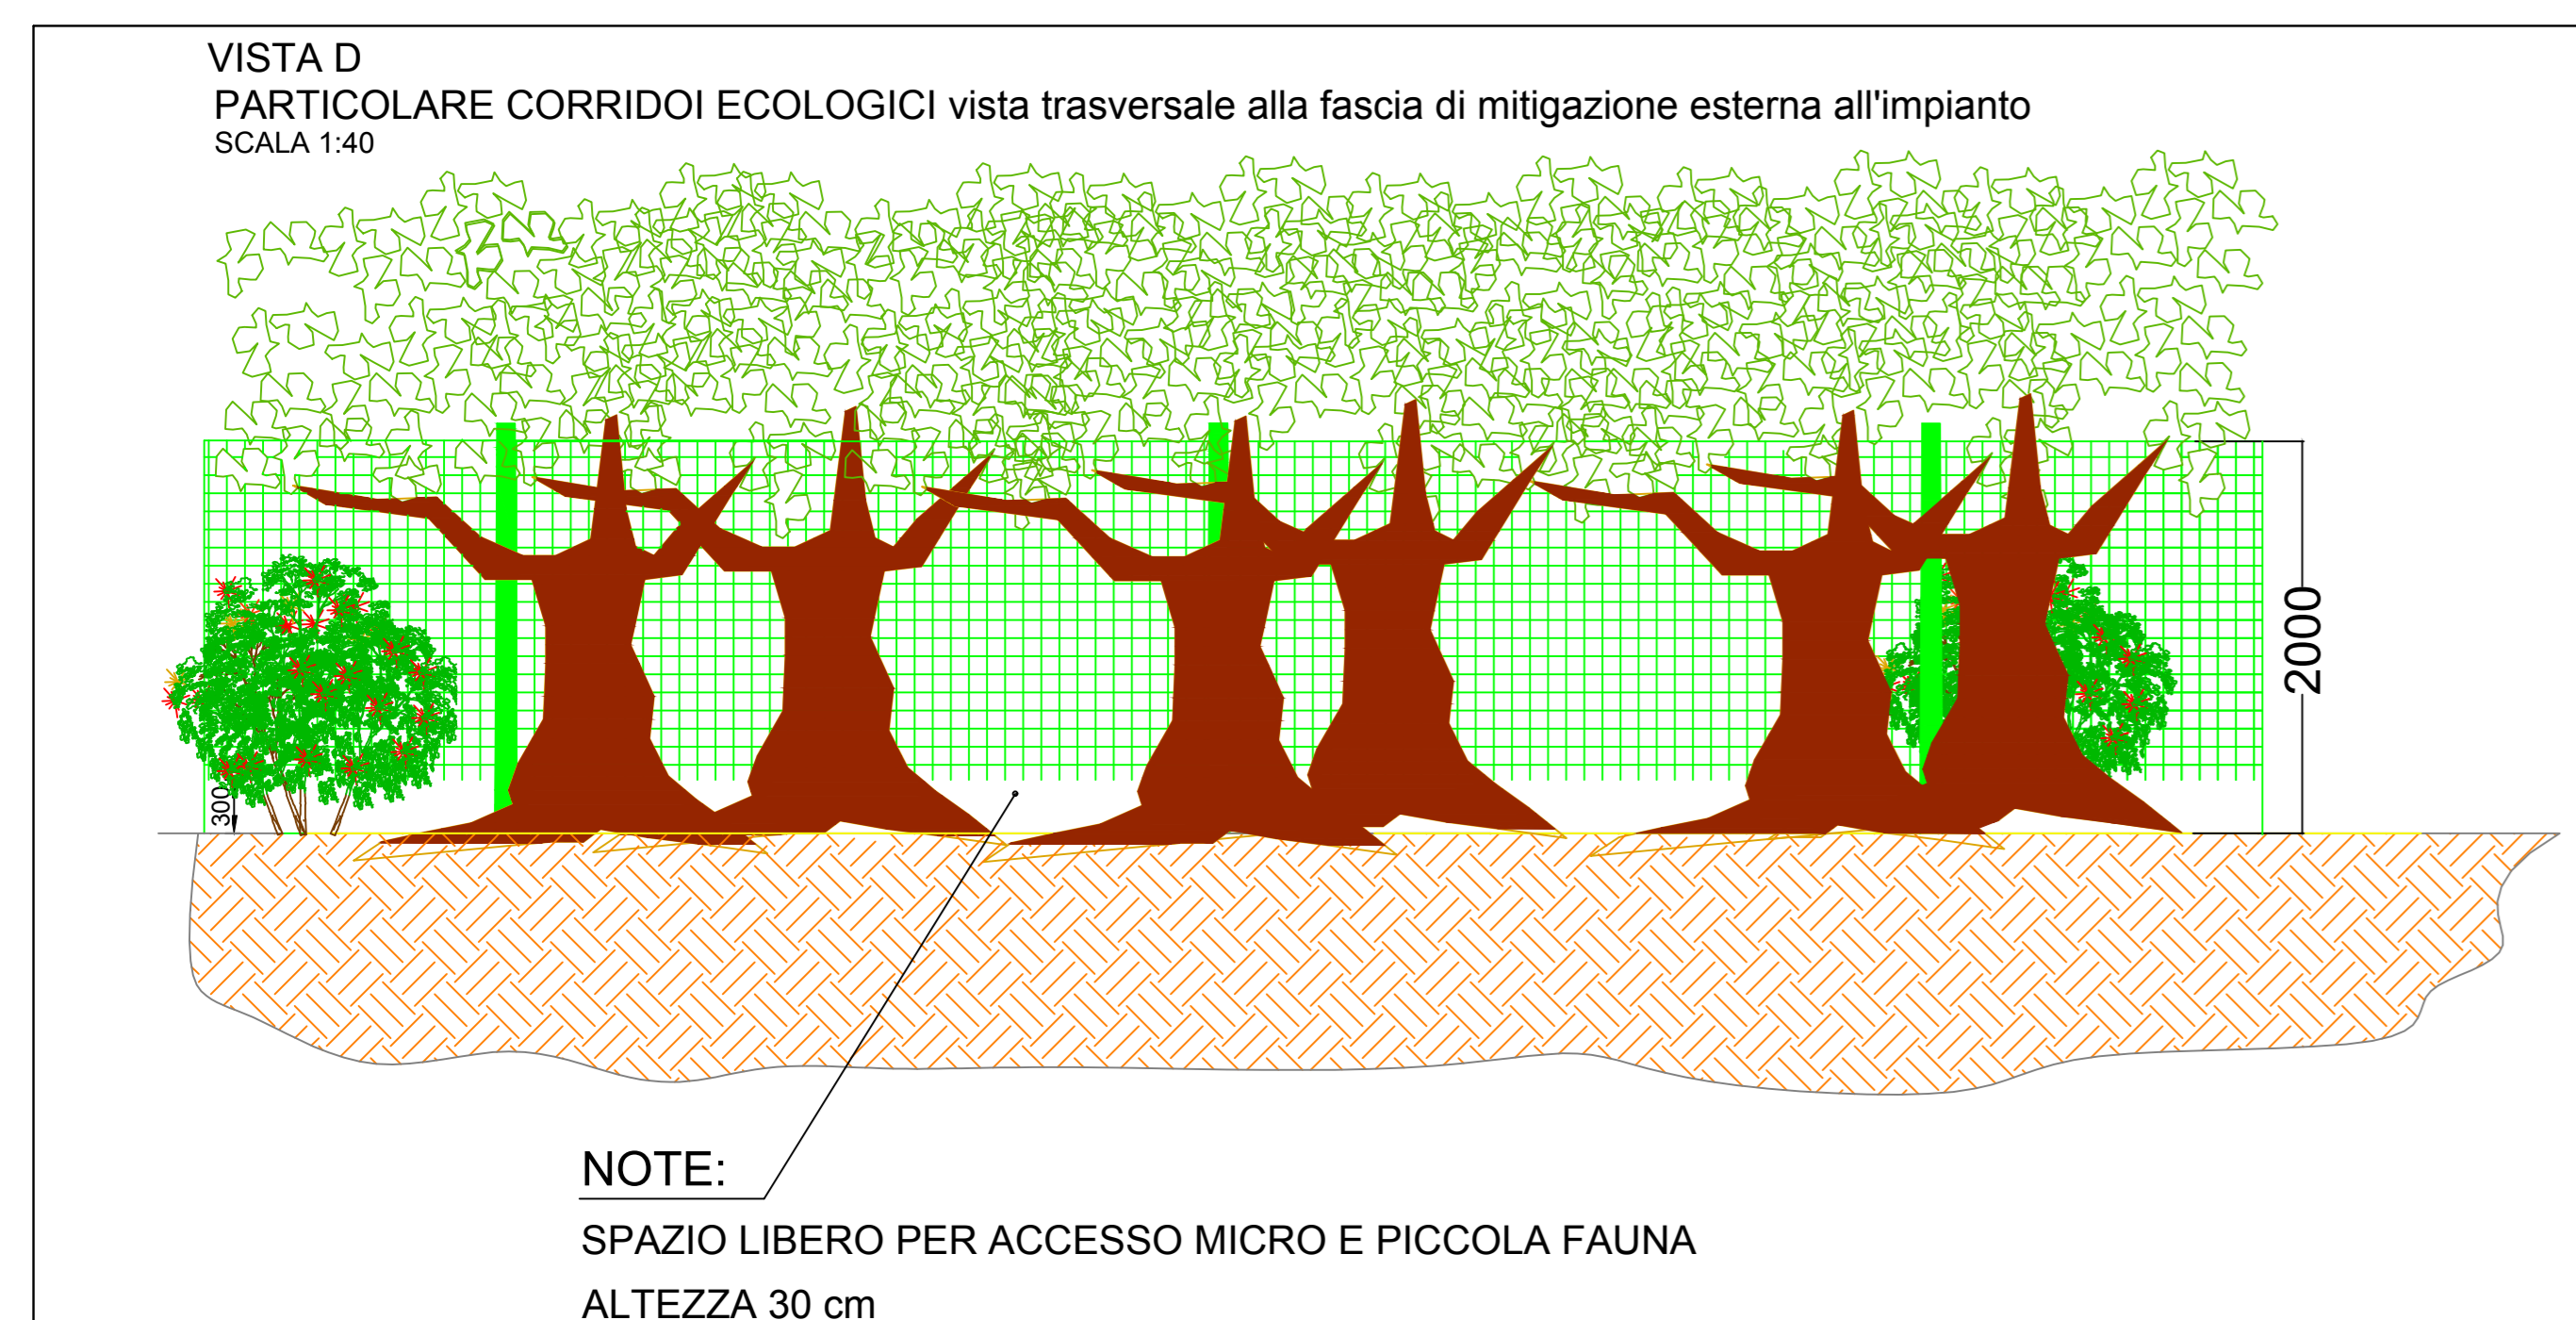 VISTA D
PARTICOLARE CORRIDOI ECOLOGICI vista trasversale alla fascia di mitigazione esterna all'impianto
SCALA 1:40
2000
300
NOTE:
SPAZIO LIBERO PER ACCESSO MICRO E PICCOLA FAUNA
ALTEZZA 30 cm